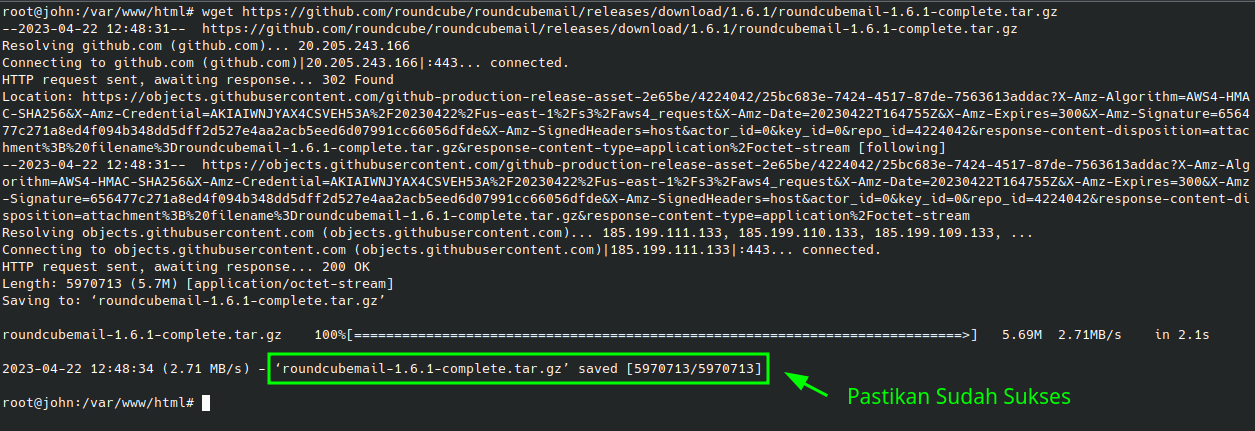 root@john:/var/www/html# wget https://github.com/roundcube/roundcubemail/releases/download/1.6.1/roundcubemail-1.6.1-complete.tar.gz
--2023-04-22 12:48:31--  https://github.com/roundcube/roundcubemail/releases/download/1.6.1/roundcubemail-1.6.1-complete.tar.gz
Resolving github.com (github.com)... 20.205.243.166
Connecting to github.com (github.com)|20.205.243.166|:443... connected.
HTTP request sent, awaiting response... 302 Found
Location: https://objects.githubusercontent.com/github-production-release-asset-2e65be/4224042/25bc683e-7424-4517-87de-7563613addac?X-Amz-Algorithm=AWS4-HMA
C-SHA256&X-Amz-Credential=AKIAIWNJYAX4CSVEH53A%2F20230422%2Fus-east-1%2Fs3%2Faws4_request&X-Amz-Date=20230422T164755Z&X-Amz-Expires=300&X-Amz-Signature=6564
77c271a8ed4f094b348dd5dff2d527e4aa2acb5eed6d07991cc66056dfde&X-Amz-SignedHeaders=host&actor_id=0&key_id=0&repo_id=4224042&response-content-disposition=attac
hment%3B%20filename%3Droundcubemail-1.6.1-complete.tar.gz&response-content-type=application%2Foctet-stream [following]
--2023-04-22 12:48:31--  https://objects.githubusercontent.com/github-production-release-asset-2e65be/4224042/25bc683e-7424-4517-87de-7563613addac?X-Amz-Alg
orithm=AWS4-HMAC-SHA256&X-Amz-Credential=AKIAIWNJYAX4CSVEH53A%2F20230422%2Fus-east-1%2Fs3%2Faws4_request&X-Amz-Date=20230422T164755Z&X-Amz-Expires=300&X-Amz
-Signature=656477c271a8ed4f094b348dd5dff2d527e4aa2acb5eed6d07991cc66056dfde&X-Amz-SignedHeaders=host&actor_id=0&key_id=0&repo_id=4224042&response-content-di
sposition=attachment%3B%20filename%3Droundcubemail-1.6.1-complete.tar.gz&response-content-type=application%2Foctet-stream
Resolving objects.githubusercontent.com (objects.githubusercontent.com)... 185.199.111.133, 185.199.110.133, 185.199.109.133, ...
Connecting to objects.githubusercontent.com (objects.githubusercontent.com)|185.199.111.133|:443... connected.
HTTP request sent, awaiting response... 200 OK
Length: 5970713 (5.7M) [application/octet-stream]
Saving to: ‘roundcubemail-1.6.1-complete.tar.gz’
roundcubemail-1.6.1-complete.tar.gz    100%[============================================================================>]   5.69M  2.71MB/s    in 2.1s
2023-04-22 12:48:34 (2.71 MB/s) - ‘roundcubemail-1.6.1-complete.tar.gz’ saved [5970713/5970713]
Pastikan Sudah Sukses
root@john:/var/www/html#